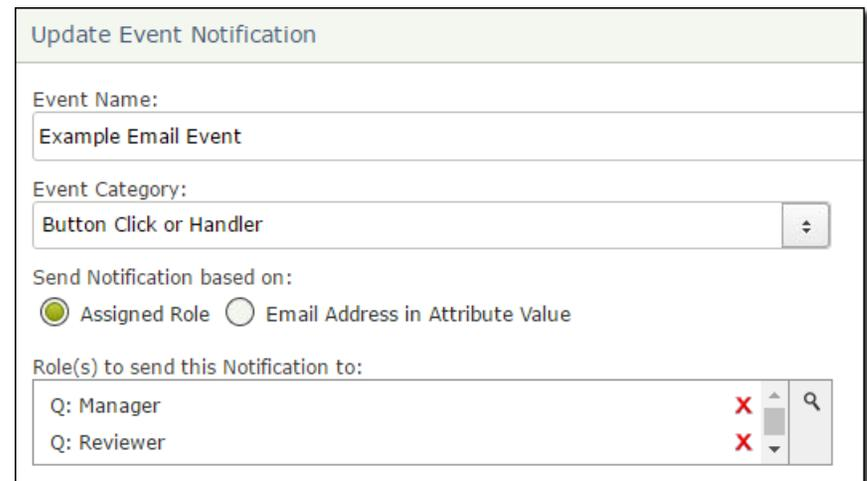 Update Event Notification
Event Name:
Example Email Event
Event Category:
Button Click or Handler
Send Notification based on:
Assigned Role Email Address in Attribute Value
Role(s) to send this Notification to:
Q: Manager X
Q: Reviewer X